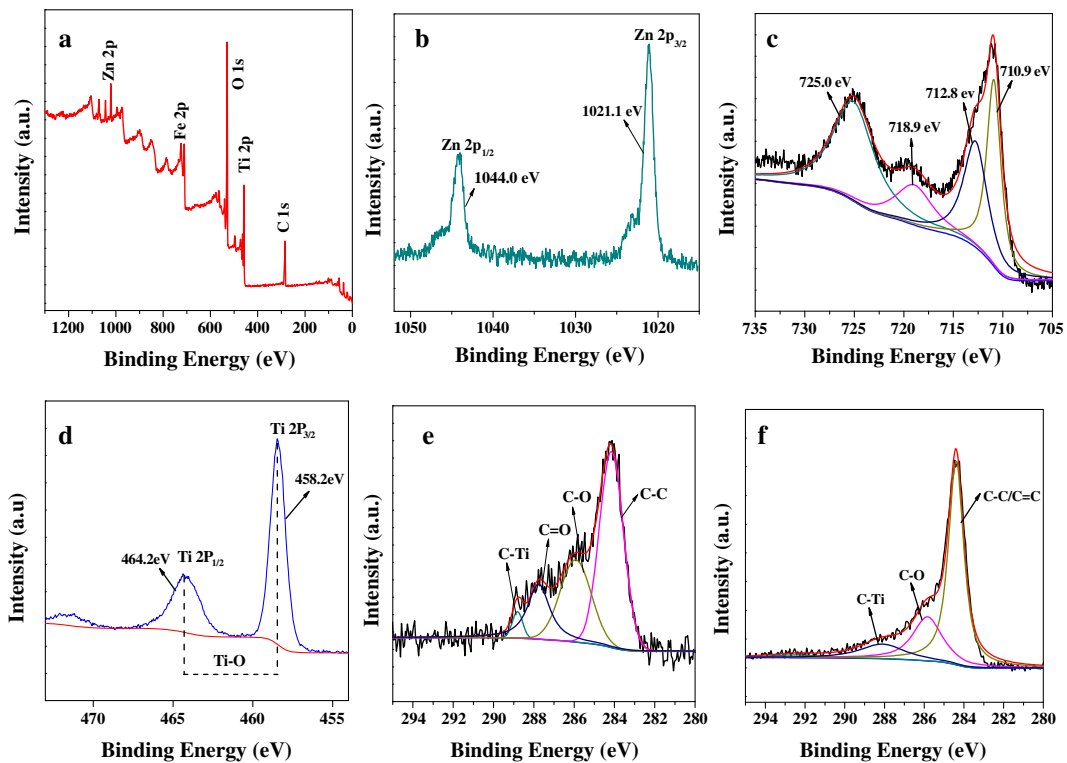 a
Zn 2p
Fe 2p
O 1s
Ti 2p
C 1s
Intensity (a.u.)
1200 1000 800 600 400 200 0
Binding Energy (eV)
b
Zn 2p3/2
1021.1 eV
Zn 2p1/2
1044.0 eV
Intensity (a.u.)
1050 1040 1030 1020
Binding Energy (eV)
c
725.0 eV
718.9 eV
712.8 ev
710.9 eV
Intensity (a.u.)
735 730 725 720 715 710 705
Binding Energy (eV)
d
Ti 2P3/2
458.2eV
464.2eV
Ti 2P1/2
Ti-O
Intensity (a.u)
470 465 460 455
Binding Energy (eV)
e
C-O
C-C
C=O
C-Ti
Intensity (a.u.)
294 292 290 288 286 284 282 280
Binding Energy (eV)
f
C-C/C=C
C-O
C-Ti
Intensity (a.u.)
294 292 290 288 286 284 282 280
Binding Energy (eV)